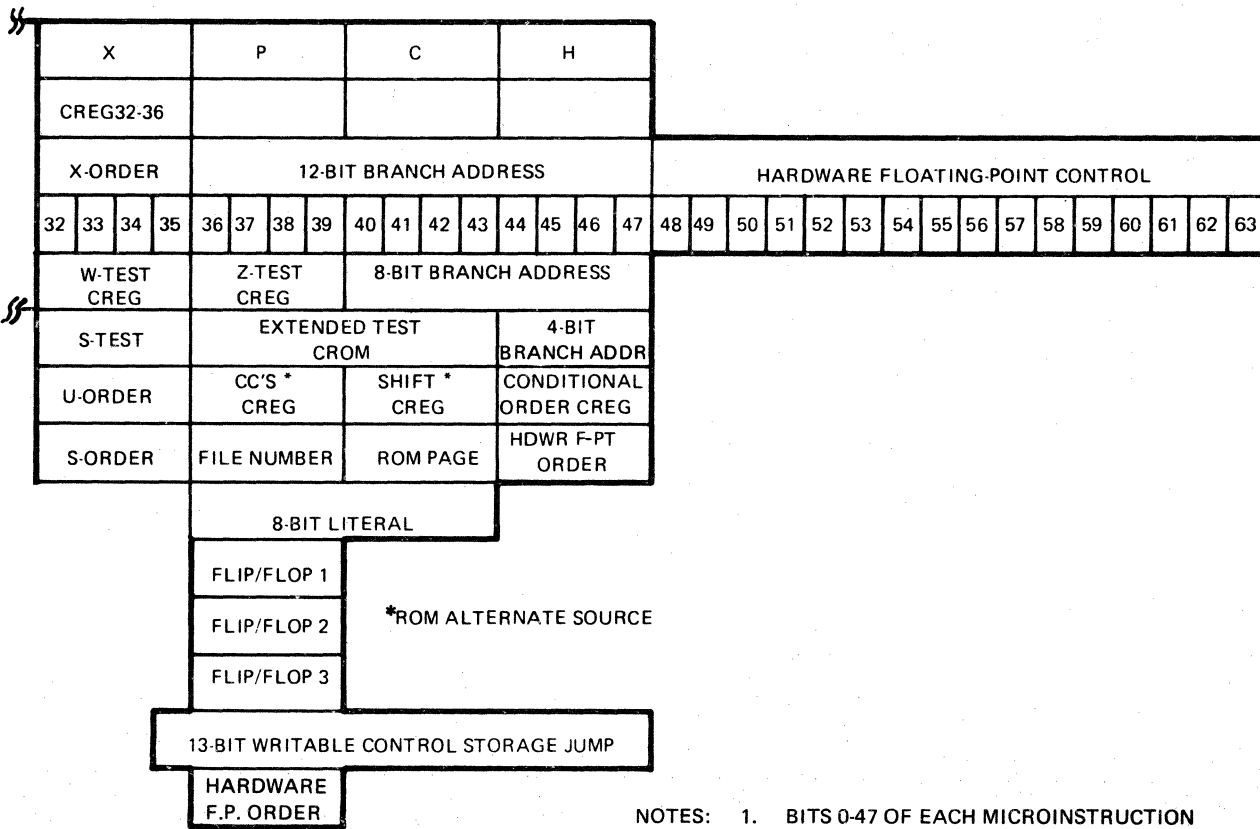 X P C H
CREG32-36
X-ORDER 12-BIT BRANCH ADDRESS HARDWARE FLOATING-POINT CONTROL
32 33 34 35 36 37 38 39 40 41 42 43 44 45 46 47 48 49 50 51 52 53 54 55 56 57 58 59 60 61 62 63
W-TEST Z-TEST 8-BIT BRANCH ADDRESS
CREG CREG
S-TEST EXTENDED TEST 4-BIT
CROM BRANCH ADDR
U-ORDER CC'S * SHIFT * CONDITIONAL
CREG CREG ORDER CREG
S-ORDER FILE NUMBER ROM PAGE HDWR F-PT
ORDER
8-BIT LITERAL
FLIP/FLOP 1
FLIP/FLOP 2 *ROM ALTERNATE SOURCE
FLIP/FLOP 3
13-BIT WRITABLE CONTROL STORAGE JUMP
HARDWARE
F.P. ORDER
NOTES: 1. BITS 0-47 OF EACH MICROINSTRUCTION